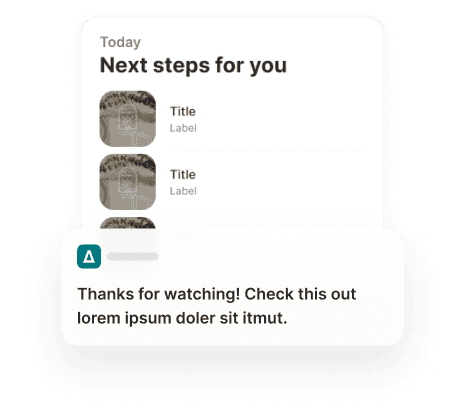 Today
Next steps for you
Title
Label
Title
Label
Thanks for watching! Check this out
lorem ipsum doler sit itmut.